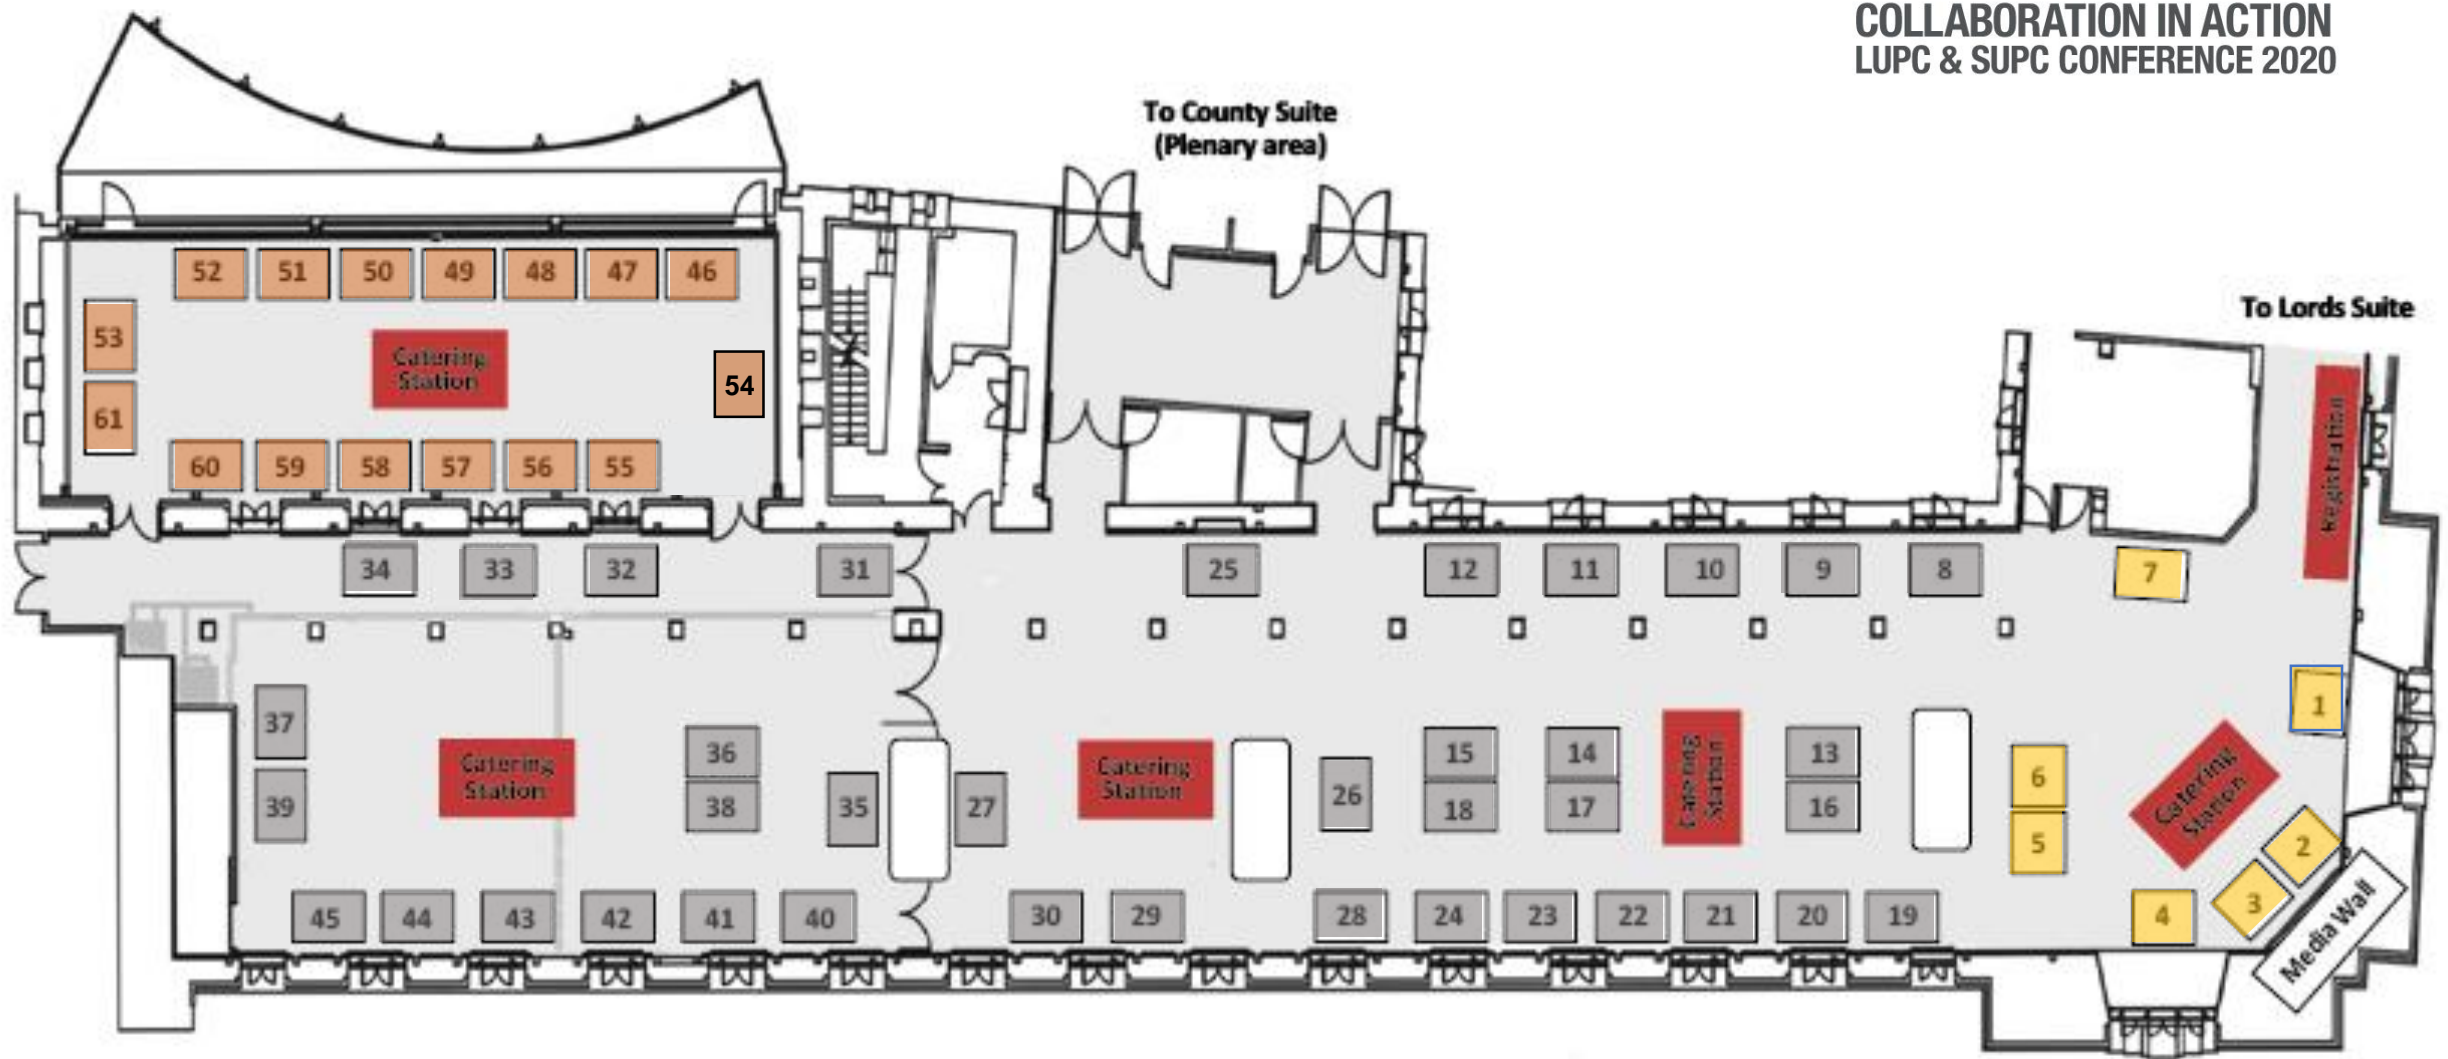 COLLABORATION IN ACTION
LUPC & SUPC CONFERENCE 2020
To County Suite
(Plenary area)
To Lords Suite
52 51 50 49 48 47 46
53
Catering
Station
54
61
60 59 58 57 56 55
Registration
34 33 32 31 25 12 11 10 9 8 7
1
37
36
15 14 13
Catering
Station
Catering
Station
Catering
Station
26
6
Catering
Station
39
38
35
27
18 17 16
5
2
3
45 44 43 42 41 40 30 29 28 24 23 22 21 20 19 4
Media Wall